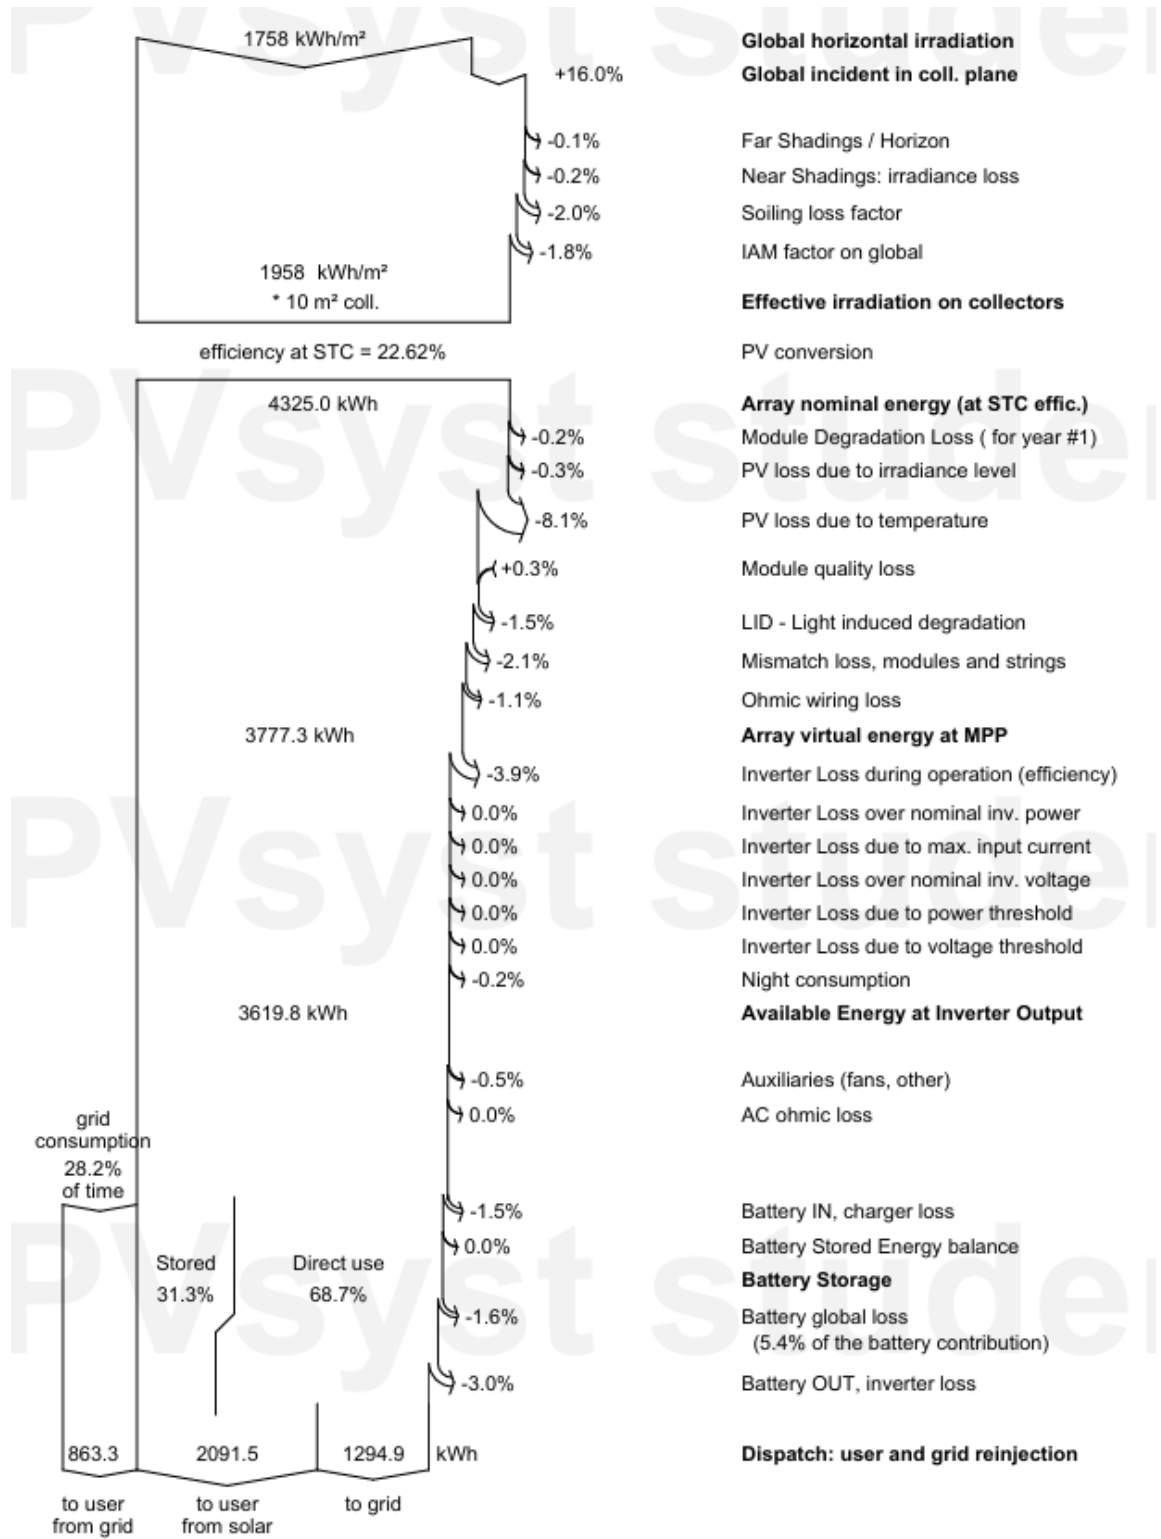 PVsyst student
1758 kWh/m² Global horizontal irradiation
+16.0% Global incident in coll. plane
-0.1% Far Shadings / Horizon
-0.2% Near Shadings: irradiance loss
-2.0% Soiling loss factor
-1.8% IAM factor on global
1958 kWh/m²
* 10 m² coll. Effective irradiation on collectors
efficiency at STC = 22.62% PV conversion
4325.0 kWh Array nominal energy (at STC effic.)
-0.2% Module Degradation Loss ( for year #1)
-0.3% PV loss due to irradiance level
-8.1% PV loss due to temperature
+0.3% Module quality loss
-1.5% LID - Light induced degradation
-2.1% Mismatch loss, modules and strings
-1.1% Ohmic wiring loss
3777.3 kWh Array virtual energy at MPP
-3.9% Inverter Loss during operation (efficiency)
0.0% Inverter Loss over nominal inv. power
0.0% Inverter Loss due to max. input current
0.0% Inverter Loss over nominal inv. voltage
0.0% Inverter Loss due to power threshold
0.0% Inverter Loss due to voltage threshold
-0.2% Night consumption
3619.8 kWh Available Energy at Inverter Output
-0.5% Auxiliaries (fans, other)
0.0% AC ohmic loss
grid
consumption
28.2%
of time
-1.5% Battery IN, charger loss
0.0% Battery Stored Energy balance
Stored Direct use Battery Storage
31.3% 68.7%
-1.6% Battery global loss
(5.4% of the battery contribution)
-3.0% Battery OUT, inverter loss
863.3 2091.5 1294.9 kWh Dispatch: user and grid reinjection
to user to user to grid
from grid from solar